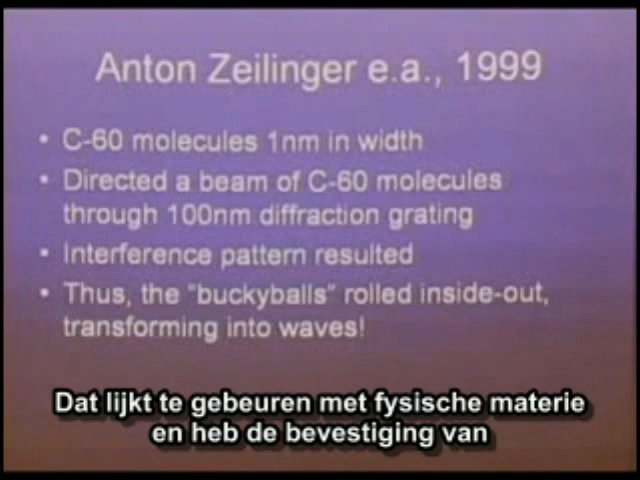 Anton Zeilinger e.a., 1999
• C-60 molecules 1nm in width
• Directed a beam of C-60 molecules
through 100nm diffraction grating
• Interference pattern resulted
• Thus, the "buckyballs" rolled inside-out,
transforming into waves!
Dat lijkt te gebeuren met fysische materie
en heb de bevestiging van